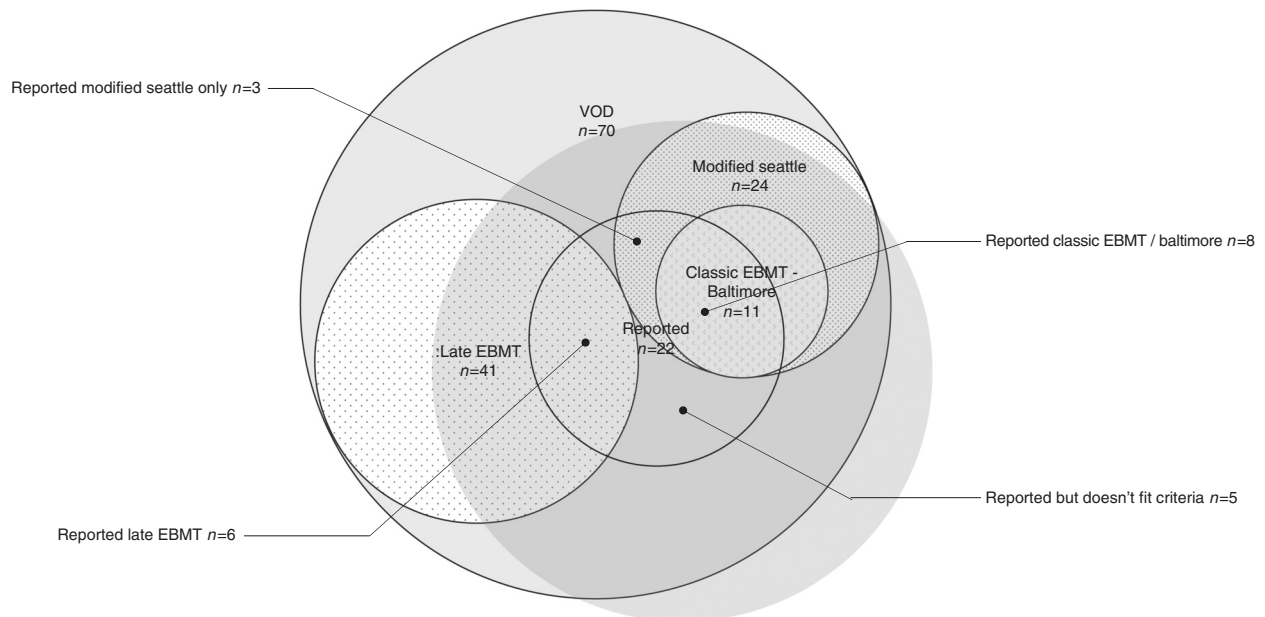 Reported modified seattle only n=3
VOD
n=70
Modified seattle
n=24
Reported classic EBMT / baltimore n=8
Classic EBMT -
Baltimore
n=11
Reported
n=22
:Late EBMT
n=41
Reported but doesn't fit criteria n=5
Reported late EBMT n=6